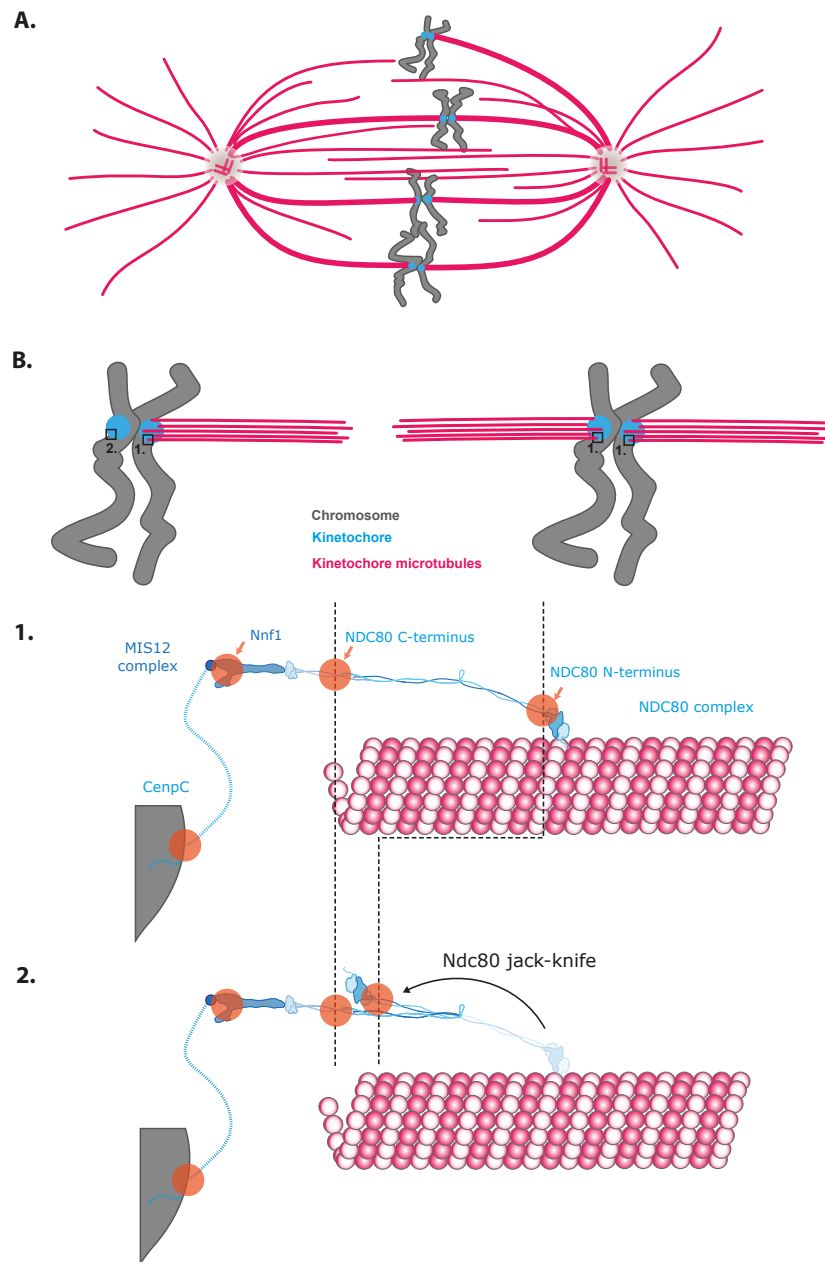 A.
B.
2.
1.
1.
1.
Chromosome
Kinetochore
Kinetochore microtubules
1.
MIS12
complex
Nnf1
NDC80 C-terminus
NDC80 N-terminus
NDC80 complex
CenpC
2.
Ndc80 jack-knife